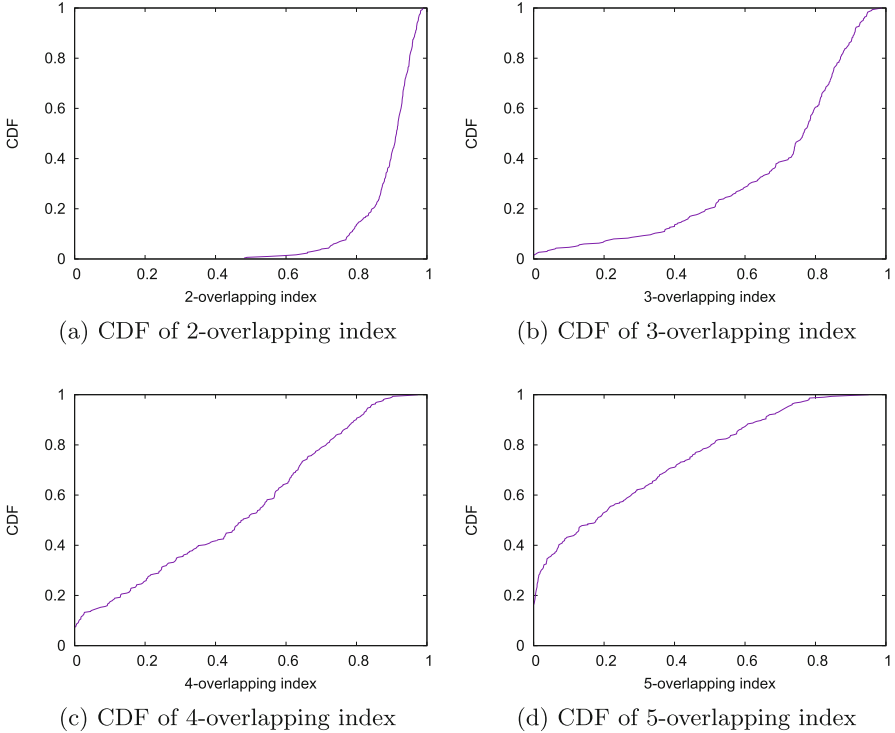 1
0.8
0.6
0.4
0.2
0
CDF
0 0.2 0.4 0.6 0.8 1
2-overlapping index
(a) CDF of 2-overlapping index
1
0.8
0.6
0.4
0.2
0
CDF
0 0.2 0.4 0.6 0.8 1
3-overlapping index
(b) CDF of 3-overlapping index
1
0.8
0.6
0.4
0.2
0
CDF
0 0.2 0.4 0.6 0.8 1
4-overlapping index
(c) CDF of 4-overlapping index
1
0.8
0.6
0.4
0.2
0
CDF
0 0.2 0.4 0.6 0.8 1
5-overlapping index
(d) CDF of 5-overlapping index